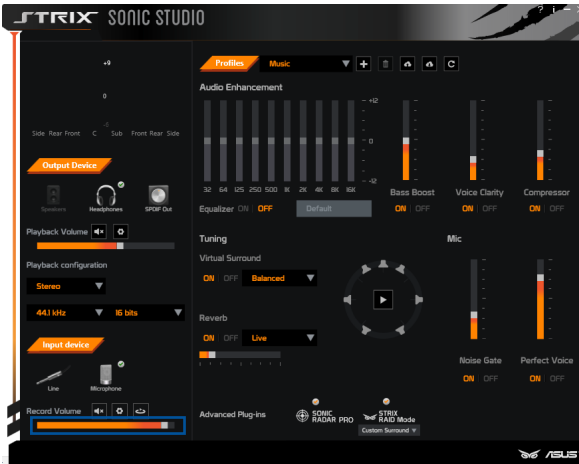 STRIX SONIC STUDIO
? i –
+9
0
-4
Side Rear Front C Sub Front Rear Side
Output Device
Speakers Headphones SPDIF Out
Playback Volume
Playback configuration
Stereo
44.1 kHz 16 bits
Input device
Line Microphone
Record Volume
Profiles Music
Audio Enhancement
+12
0
-12
32 64 125 250 500 1K 2K 4K 8K 16K
Equalizer ON OFF Default
Bass Boost Voice Clarity Compressor
ON OFF ON OFF ON OFF
Tuning
Virtual Surround
ON OFF Balanced
Reverb
ON OFF Live
Mic
Noise Gate Perfect Voice
ON OFF ON OFF
Advanced Plug-ins
SONIC RADAR PRO
STRIX RAID Mode
Custom Surround
ASUS